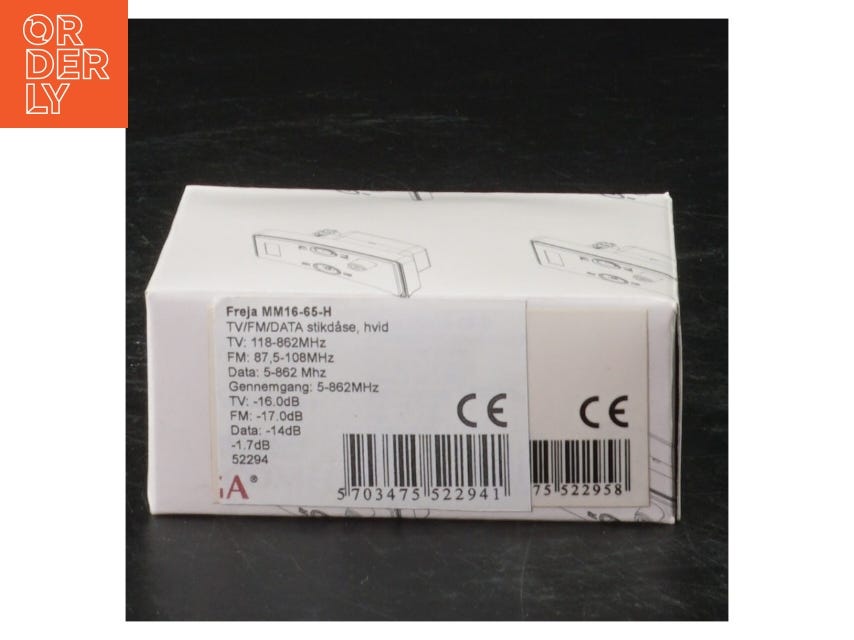 ORDERLY
Freja MM16-65-H
TV/FM/DATA stikdåse, hvid
TV: 118-862MHz
FM: 87,5-108MHz
Data: 5-862 Mhz
Gennemgang: 5-862MHz
TV: -16.0dB
FM: -17.0dB
Data: -14dB
-1.7dB
52294
CE
5 703475 522941
CE
75 522958
A®